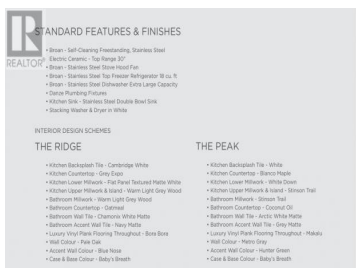 STANDARD FEATURES & FINISHES
• Broan - Self-Cleaning Freestanding, Stainless Steel
Electric Ceramic - Top Range 30"
• Broan - Stainless Steel Stove Hood Fan
• Broan - Stainless Steel Top Freezer Refrigerator 18 cu. ft
• Broan - Stainless Steel Dishwasher Extra Large Capacity
• Danze Plumbing Fixtures
• Kitchen Sink - Stainless Steel Double Bowl Sink
• Stacking Washer & Dryer in White
REALTOR®
INTERIOR DESIGN SCHEMES
THE RIDGE
• Kitchen Backsplash Tile - Cambridge White
• Kitchen Countertop - Grey Expo
• Kitchen Lower Millwork - Flat Panel Textured Matte White
• Kitchen Upper Millwork & Island - Warm Light Grey Wood
• Bathroom Millwork - Warm Light Grey Wood
• Bathroom Countertop - Oatmeal
• Bathroom Wall Tile - Chamonix White Matte
• Bathroom Accent Wall Tile - Navy Matte
• Luxury Vinyl Plank Flooring Throughout - Bora Bora
• Wall Colour - Pale Oak
• Accent Wall Colour - Blue Nose
• Case & Base Colour - Baby's Breath
THE PEAK
• Kitchen Backsplash Tile - White
• Kitchen Countertop - Blanco Maple
• Kitchen Lower Millwork - White Down
• Kitchen Upper Millwork & Island - Stinson Trail
• Bathroom Millwork - Stinson Trail
• Bathroom Countertop - Coconut Oil
• Bathroom Wall Tile - Arctic White Matte
• Bathroom Accent Wall Tile - Grey Matte
• Luxury Vinyl Plank Flooring Throughout - Makalu
• Wall Colour - Metro Gray
• Accent Wall Colour - Hunter Green
• Case & Base Colour - Baby's Breath